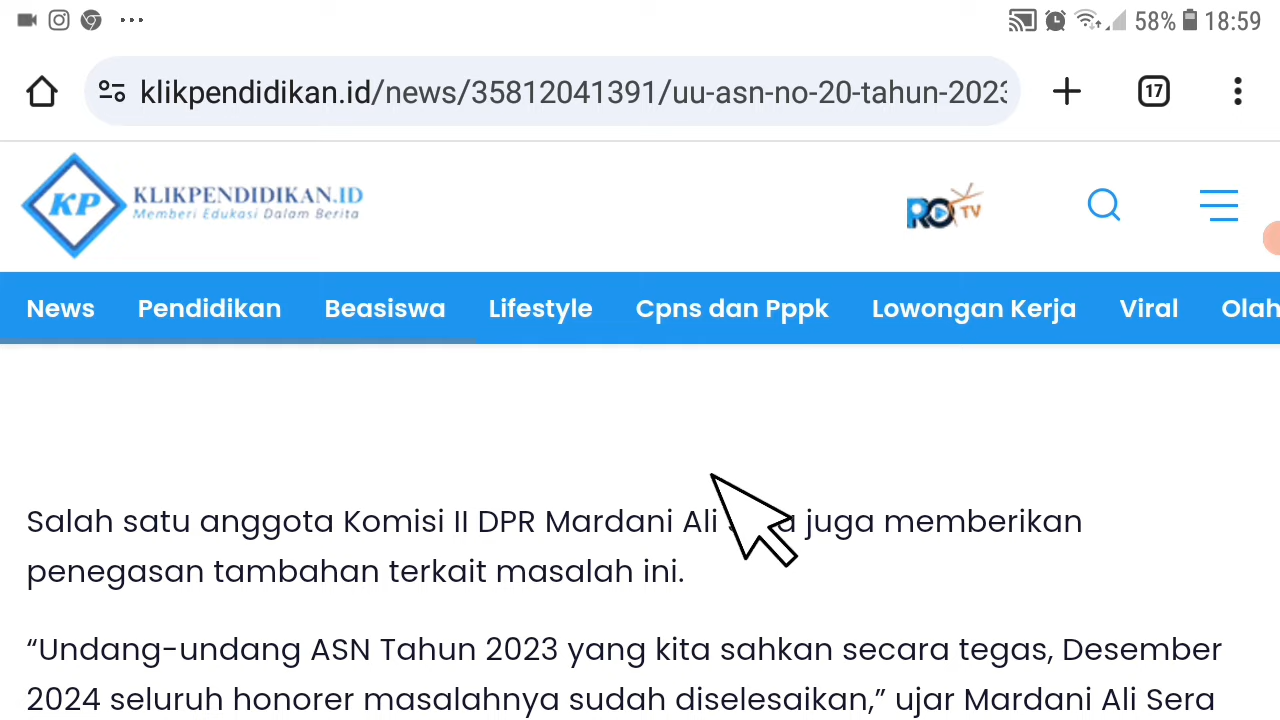 58% 18:59
klikpendidikan.id/news/35812041391/uu-asn-no-20-tahun-2023
17
KP KLIKPENDIDIKAN.ID
Memberi Edukasi Dalam Berita
RO TV
News Pendidikan Beasiswa Lifestyle Cpns dan Pppk Lowongan Kerja Viral Olah
Salah satu anggota Komisi II DPR Mardani Ali juga memberikan
penegasan tambahan terkait masalah ini.
“Undang-undang ASN Tahun 2023 yang kita sahkan secara tegas, Desember
2024 seluruh honorer masalahnya sudah diselesaikan,” ujar Mardani Ali Sera